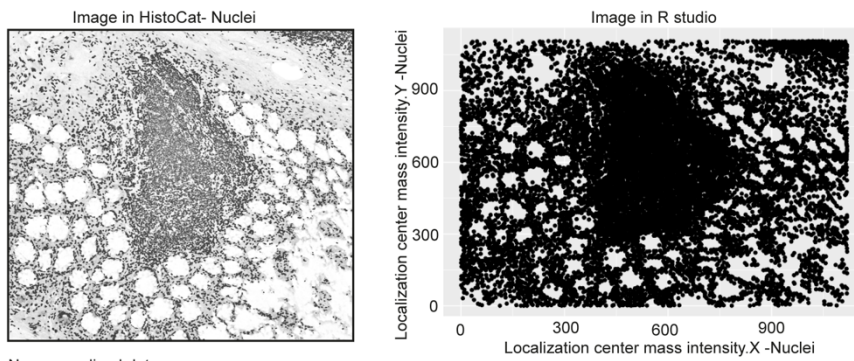 Image in HistoCat- Nuclei
Image in R studio
Localization center mass intensity.Y -Nuclei
900
600
300
0
0 300 600 900
Localization center mass intensity.X -Nuclei